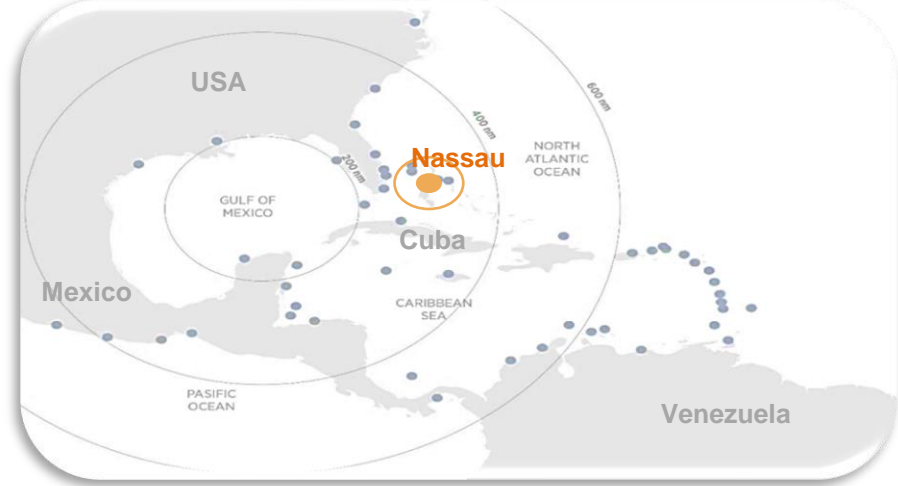 USA
600 nm
400 nm
NORTH
ATLANTIC
OCEAN
Nassau
200 nm
GULF OF
MEXICO
Cuba
Mexico
CARIBBEAN
SEA
PASIFIC
OCEAN
Venezuela